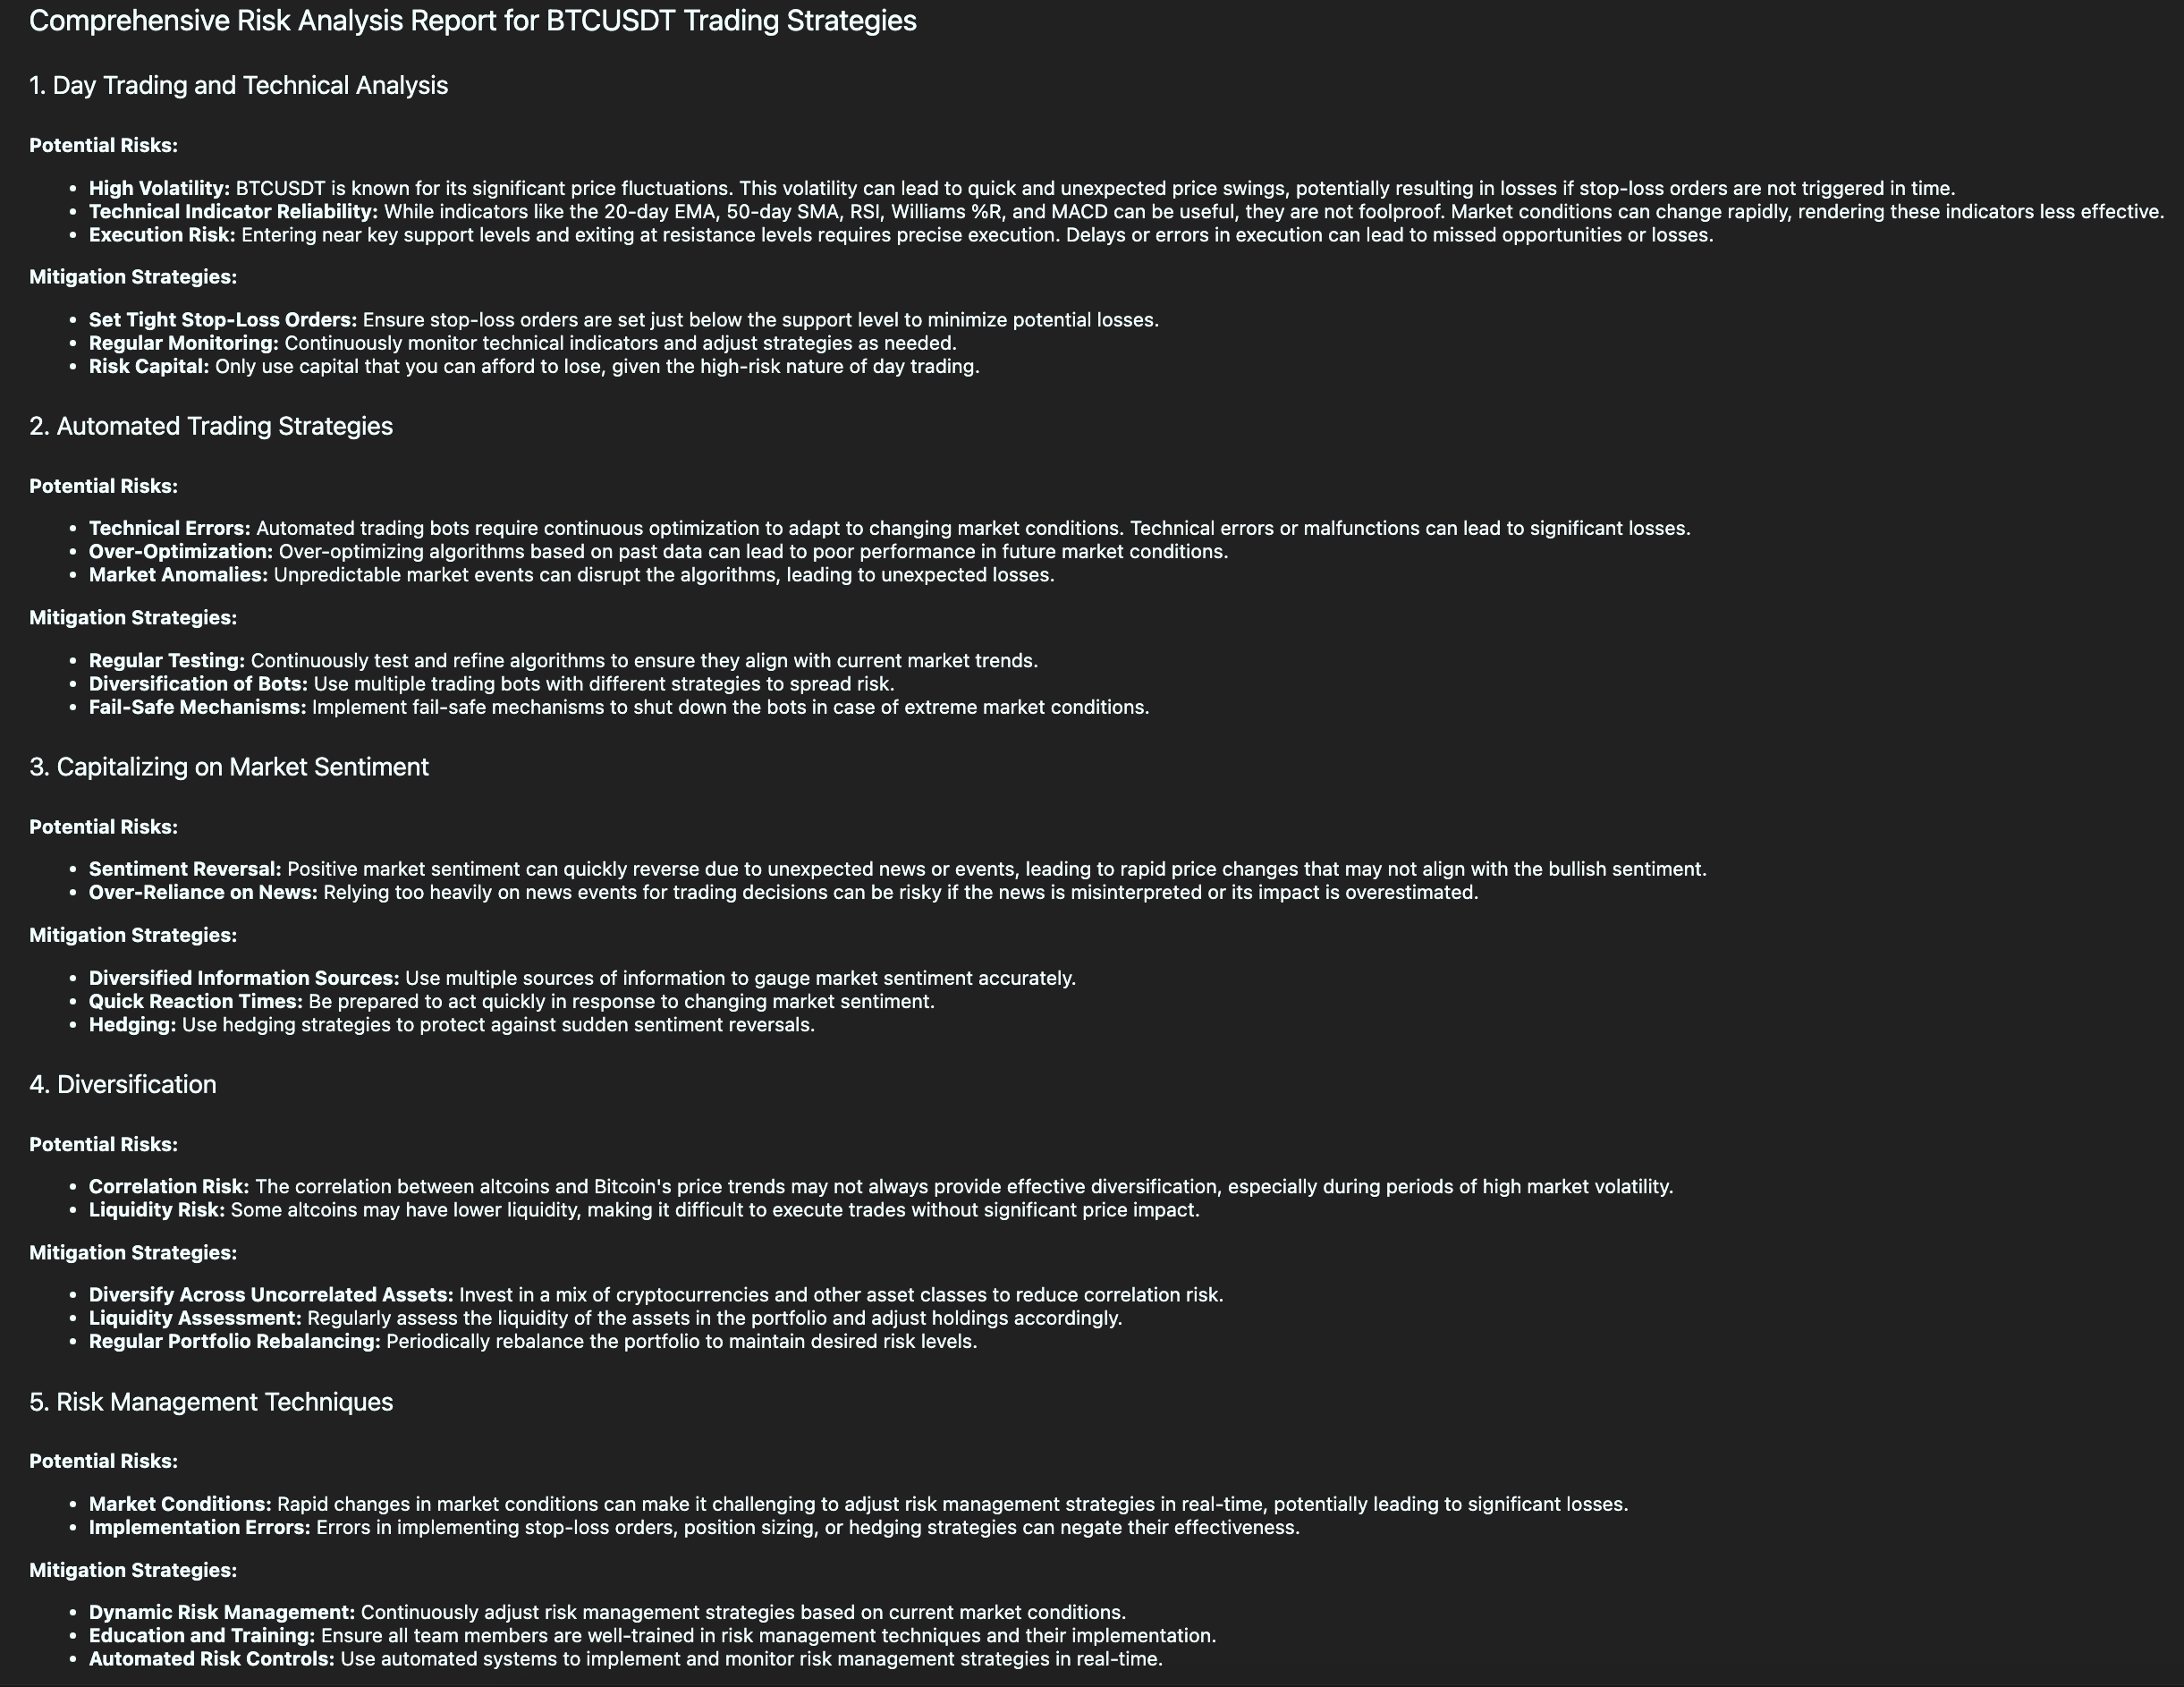 Comprehensive Risk Analysis Report for BTCUSDT Trading Strategies
1. Day Trading and Technical Analysis
Potential Risks:
• High Volatility: BTCUSDT is known for its significant price fluctuations. This volatility can lead to quick and unexpected price swings, potentially resulting in losses if stop-loss orders are not triggered in time.
• Technical Indicator Reliability: While indicators like the 20-day EMA, 50-day SMA, RSI, Williams %R, and MACD can be useful, they are not foolproof. Market conditions can change rapidly, rendering these indicators less effective.
• Execution Risk: Entering near key support levels and exiting at resistance levels requires precise execution. Delays or errors in execution can lead to missed opportunities or losses.
Mitigation Strategies:
• Set Tight Stop-Loss Orders: Ensure stop-loss orders are set just below the support level to minimize potential losses.
• Regular Monitoring: Continuously monitor technical indicators and adjust strategies as needed.
• Risk Capital: Only use capital that you can afford to lose, given the high-risk nature of day trading.
2. Automated Trading Strategies
Potential Risks:
• Technical Errors: Automated trading bots require continuous optimization to adapt to changing market conditions. Technical errors or malfunctions can lead to significant losses.
• Over-Optimization: Over-optimizing algorithms based on past data can lead to poor performance in future market conditions.
• Market Anomalies: Unpredictable market events can disrupt the algorithms, leading to unexpected losses.
Mitigation Strategies:
• Regular Testing: Continuously test and refine algorithms to ensure they align with current market trends.
• Diversification of Bots: Use multiple trading bots with different strategies to spread risk.
• Fail-Safe Mechanisms: Implement fail-safe mechanisms to shut down the bots in case of extreme market conditions.
3. Capitalizing on Market Sentiment
Potential Risks:
• Sentiment Reversal: Positive market sentiment can quickly reverse due to unexpected news or events, leading to rapid price changes that may not align with the bullish sentiment.
• Over-Reliance on News: Relying too heavily on news events for trading decisions can be risky if the news is misinterpreted or its impact is overestimated.
Mitigation Strategies:
• Diversified Information Sources: Use multiple sources of information to gauge market sentiment accurately.
• Quick Reaction Times: Be prepared to act quickly in response to changing market sentiment.
• Hedging: Use hedging strategies to protect against sudden sentiment reversals.
4. Diversification
Potential Risks:
• Correlation Risk: The correlation between altcoins and Bitcoin's price trends may not always provide effective diversification, especially during periods of high market volatility.
• Liquidity Risk: Some altcoins may have lower liquidity, making it difficult to execute trades without significant price impact.
Mitigation Strategies:
• Diversify Across Uncorrelated Assets: Invest in a mix of cryptocurrencies and other asset classes to reduce correlation risk.
• Liquidity Assessment: Regularly assess the liquidity of the assets in the portfolio and adjust holdings accordingly.
• Regular Portfolio Rebalancing: Periodically rebalance the portfolio to maintain desired risk levels.
5. Risk Management Techniques
Potential Risks:
• Market Conditions: Rapid changes in market conditions can make it challenging to adjust risk management strategies in real-time, potentially leading to significant losses.
• Implementation Errors: Errors in implementing stop-loss orders, position sizing, or hedging strategies can negate their effectiveness.
Mitigation Strategies:
• Dynamic Risk Management: Continuously adjust risk management strategies based on current market conditions.
• Education and Training: Ensure all team members are well-trained in risk management techniques and their implementation.
• Automated Risk Controls: Use automated systems to implement and monitor risk management strategies in real-time.